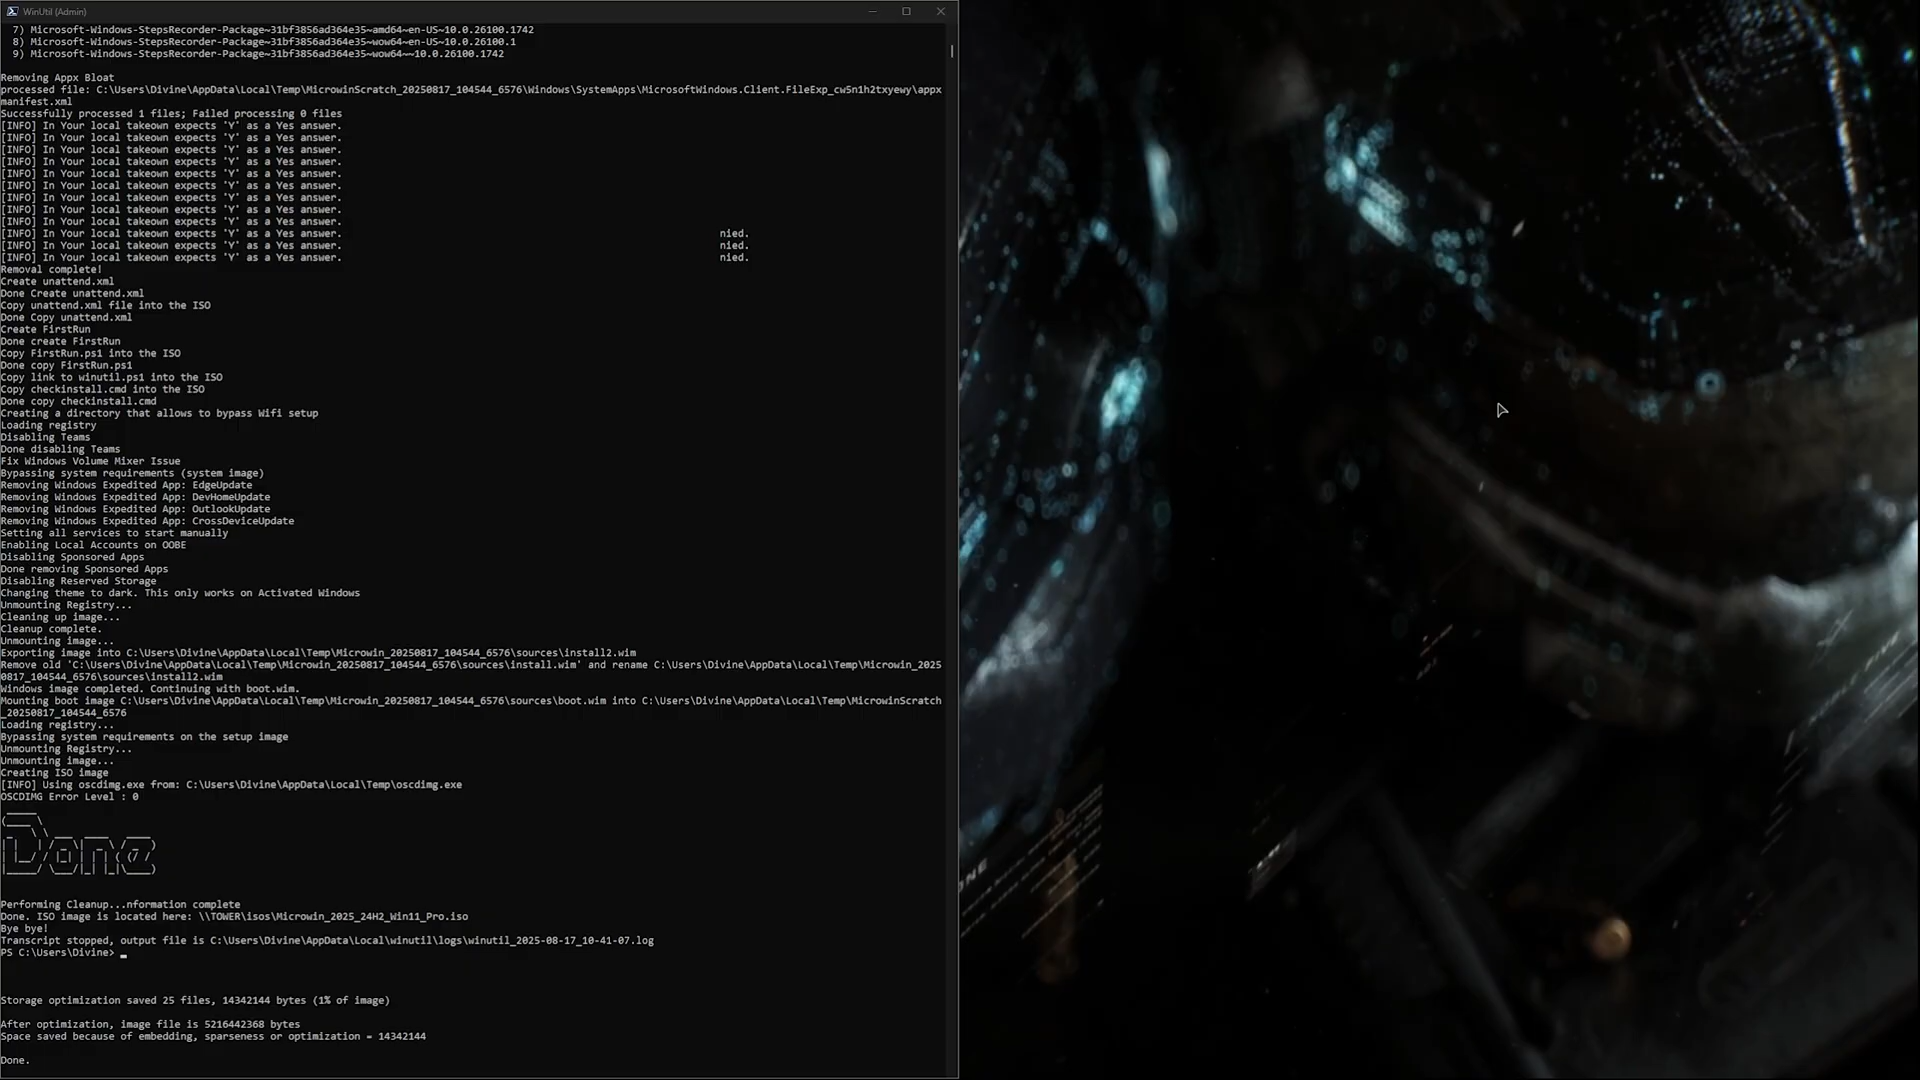 WinUtil (Admin)
7) Microsoft-Windows-StepsRecorder-Package~31bf3856ad364e35~amd64~en-US~10.0.26100.1742
8) Microsoft-Windows-StepsRecorder-Package~31bf3856ad364e35~wow64~en-US~10.0.26100.1
9) Microsoft-Windows-StepsRecorder-Package~31bf3856ad364e35~wow64~~10.0.26100.1742
Removing Appx Bloat
processed file: C:\Users\Divine\AppData\Local\Temp\MicrowinScratch_20250817_104544_6576\Windows\SystemApps\MicrosoftWindows.Client.FileExp_cw5n1h2txyewy\appx
manifest.xml
Successfully processed 1 files; Failed processing 0 files
[INFO] In Your local takeown expects 'Y' as a Yes answer.
[INFO] In Your local takeown expects 'Y' as a Yes answer.
[INFO] In Your local takeown expects 'Y' as a Yes answer.
[INFO] In Your local takeown expects 'Y' as a Yes answer.
[INFO] In Your local takeown expects 'Y' as a Yes answer.
[INFO] In Your local takeown expects 'Y' as a Yes answer.
[INFO] In Your local takeown expects 'Y' as a Yes answer.
[INFO] In Your local takeown expects 'Y' as a Yes answer.
[INFO] In Your local takeown expects 'Y' as a Yes answer.
[INFO] In Your local takeown expects 'Y' as a Yes answer. nied.
[INFO] In Your local takeown expects 'Y' as a Yes answer. nied.
[INFO] In Your local takeown expects 'Y' as a Yes answer. nied.
Removal complete!
Create unattend.xml
Done Create unattend.xml
Copy unattend.xml file into the ISO
Done Copy unattend.xml
Create FirstRun
Done create FirstRun
Copy FirstRun.ps1 into the ISO
Done copy FirstRun.ps1
Copy link to winutil.ps1 into the ISO
Copy checkinstall.cmd into the ISO
Done copy checkinstall.cmd
Creating a directory that allows to bypass Wifi setup
Loading registry
Disabling Teams
Done disabling Teams
Fix Windows Volume Mixer Issue
Bypassing system requirements (system image)
Removing Windows Expedited App: EdgeUpdate
Removing Windows Expedited App: DevHomeUpdate
Removing Windows Expedited App: OutlookUpdate
Removing Windows Expedited App: CrossDeviceUpdate
Setting all services to start manually
Enabling Local Accounts on OOBE
Disabling Sponsored Apps
Done removing Sponsored Apps
Disabling Reserved Storage
Changing theme to dark. This only works on Activated Windows
Unmounting Registry...
Cleaning up image...
Cleanup complete.
Unmounting image...
Exporting image into C:\Users\Divine\AppData\Local\Temp\Microwin_20250817_104544_6576\sources\install2.wim
Remove old 'C:\Users\Divine\AppData\Local\Temp\Microwin_20250817_104544_6576\sources\install.wim' and rename C:\Users\Divine\AppData\Local\Temp\Microwin_2025
0817_104544_6576\sources\install2.wim
Windows image completed. Continuing with boot.wim.
Mounting boot image C:\Users\Divine\AppData\Local\Temp\Microwin_20250817_104544_6576\sources\boot.wim into C:\Users\Divine\AppData\Local\Temp\MicrowinScratch
_20250817_104544_6576
Loading registry...
Bypassing system requirements on the setup image
Unmounting Registry...
Unmounting image...
Creating ISO image
[INFO] Using oscdimg.exe from: C:\Users\Divine\AppData\Local\Temp\oscdimg.exe
OSCDIMG Error Level : 0
Done
Performing Cleanup...nformation complete
Done. ISO image is located here: \\TOWER\isos\Microwin_2025_24H2_Win11_Pro.iso
Bye bye!
Transcript stopped, output file is C:\Users\Divine\AppData\Local\winutil\logs\winutil_2025-08-17_10-41-07.log
PS C:\Users\Divine>
Storage optimization saved 25 files, 14342144 bytes (1% of image)
After optimization, image file is 5216442368 bytes
Space saved because of embedding, sparseness or optimization = 14342144
Done.